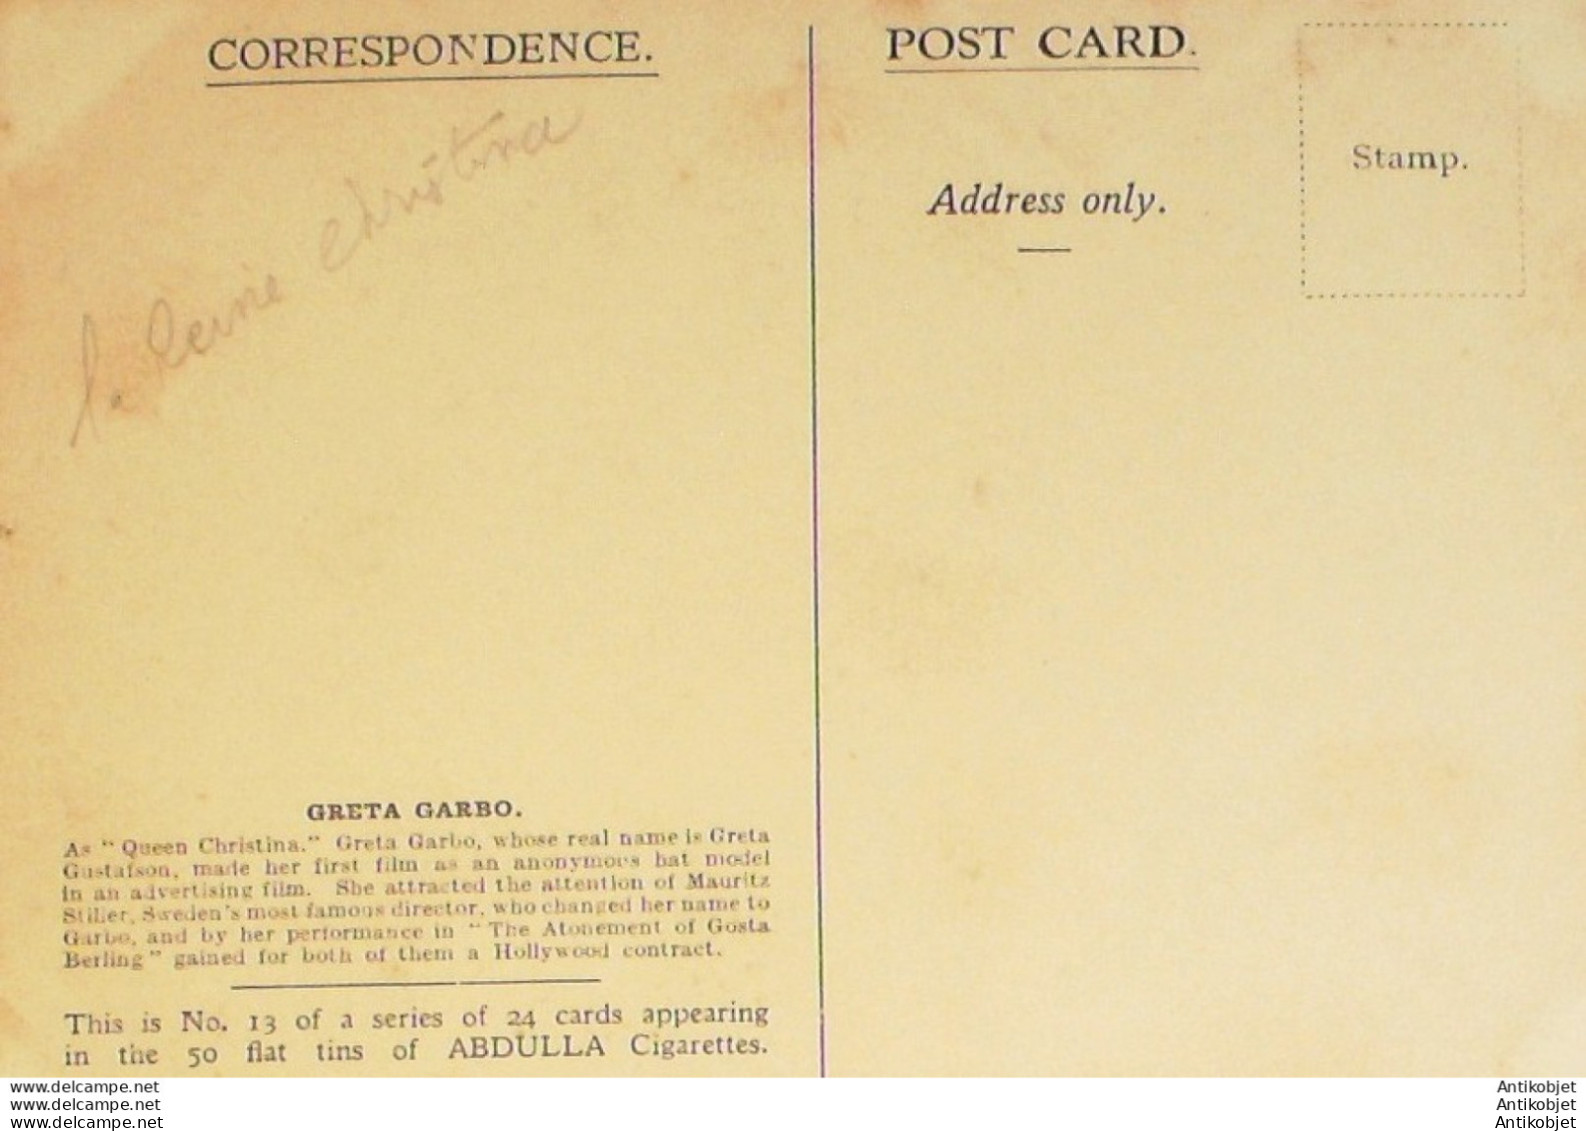 CORRESPONDENCE.
la Reine christina
POST CARD.
Address only.
Stamp.
GRETA GARBO.
As "Queen Christina." Greta Garbo, whose real name is Greta
Gustafson, made her first film as an anonymous hat model
in an advertising film. She attracted the attention of Mauritz
Stiller, Sweden's most famous director, who changed her name to
Garbo, and by her performance in "The Atonement of Gosta
Berling" gained for both of them a Hollywood contract.
This is No. 13 of a series of 24 cards appearing
in the 50 flat tins of ABDULLA Cigarettes.
www.delcampe.net
www.delcampe.net
www.delcampe.net
Antikobjet
Antikobjet
Antikobjet